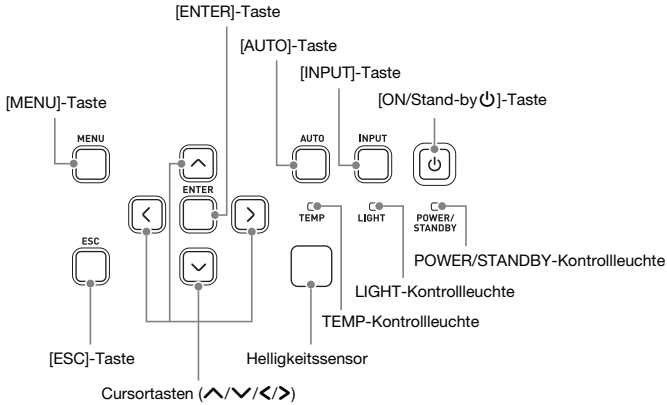 [ENTER]-Taste
[AUTO]-Taste
[INPUT]-Taste
[ON/Stand-by⏻]-Taste
[MENU]-Taste
MENU
AUTO
INPUT
ENTER
TEMP
LIGHT
POWER/
STANDBY
ESC
POWER/STANDBY-Kontrollleuchte
LIGHT-Kontrollleuchte
TEMP-Kontrollleuchte
[ESC]-Taste
Helligkeitssensor
Cursortasten (∧/∨/</>)